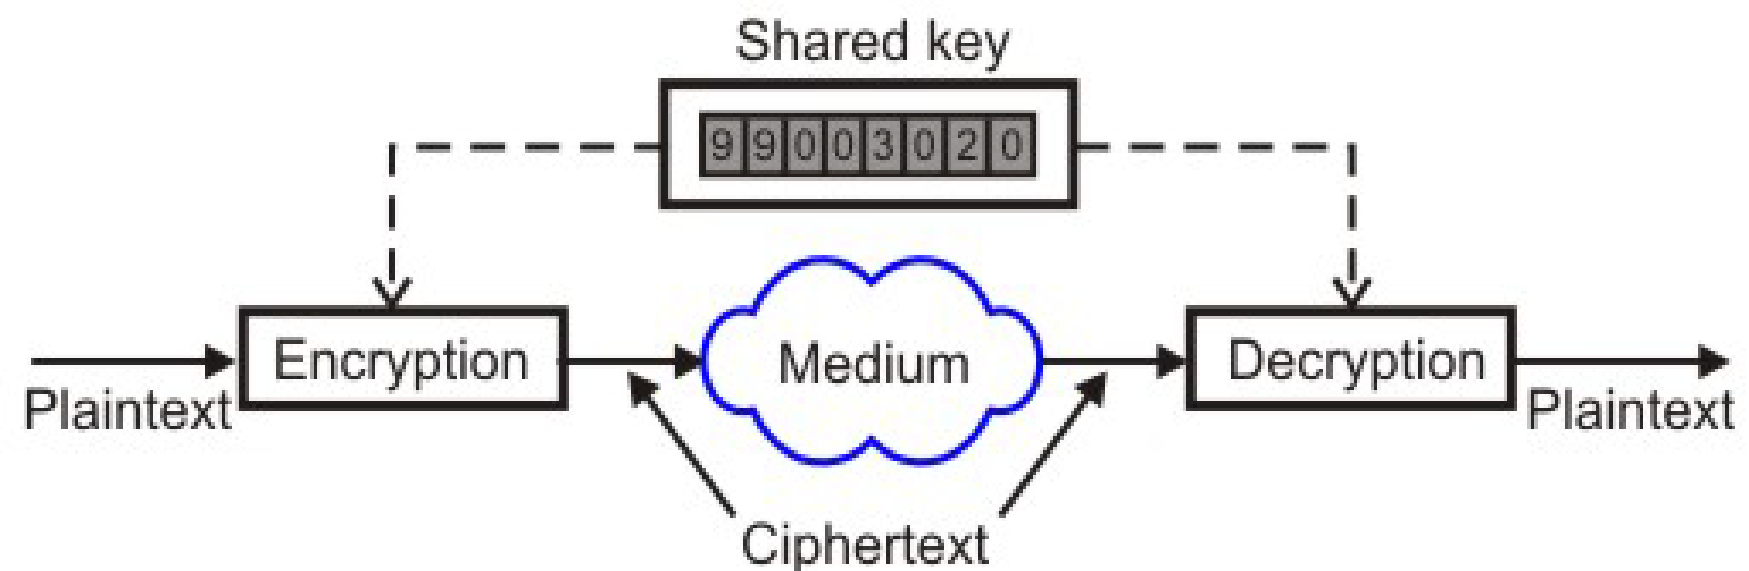 Shared key
99003020
Encryption
Medium
Decryption
Plaintext
Plaintext
Ciphertext